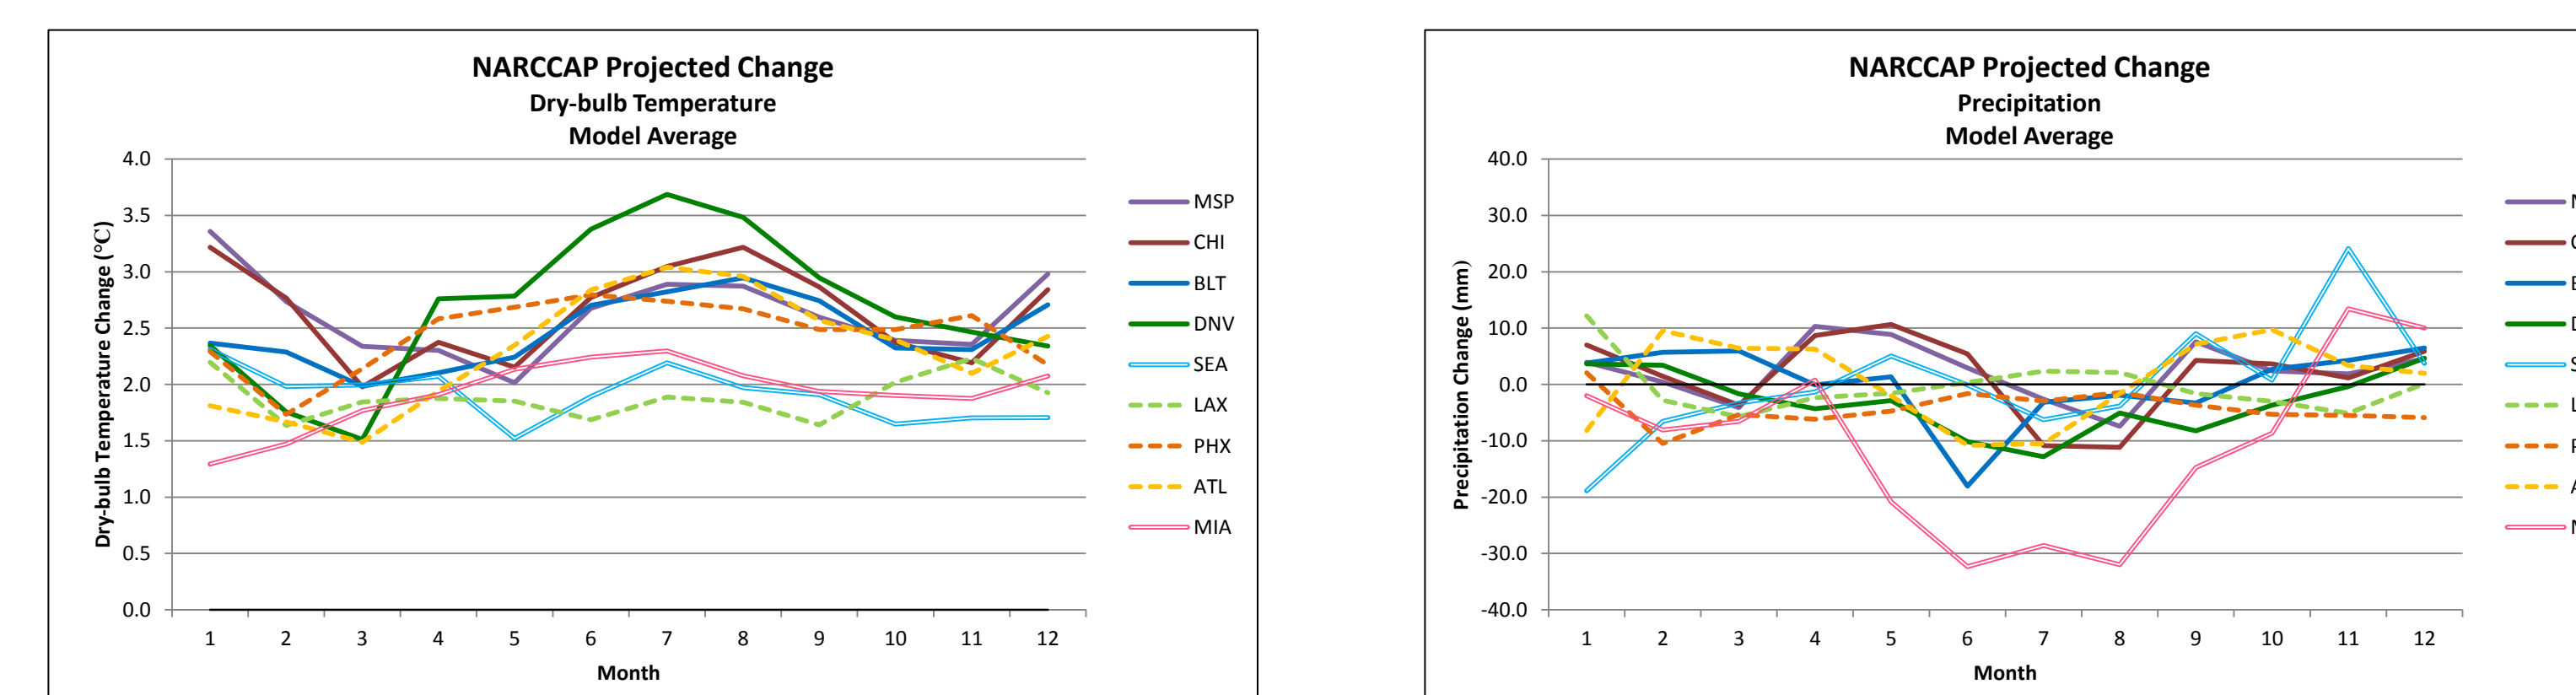 NARCCAP Projected Change
Dry-bulb Temperature
Model Average
Dry-bulb Temperature Change (°C)
4.0
3.5
3.0
2.5
2.0
1.5
1.0
0.5
0.0
1 2 3 4 5 6 7 8 9 10 11 12
Month
MSP
CHI
BLT
DNV
SEA
LAX
PHX
ATL
MIA
NARCCAP Projected Change
Precipitation
Model Average
Precipitation Change (mm)
40.0
30.0
20.0
10.0
0.0
-10.0
-20.0
-30.0
-40.0
1 2 3 4 5 6 7 8 9 10 11 12
Month